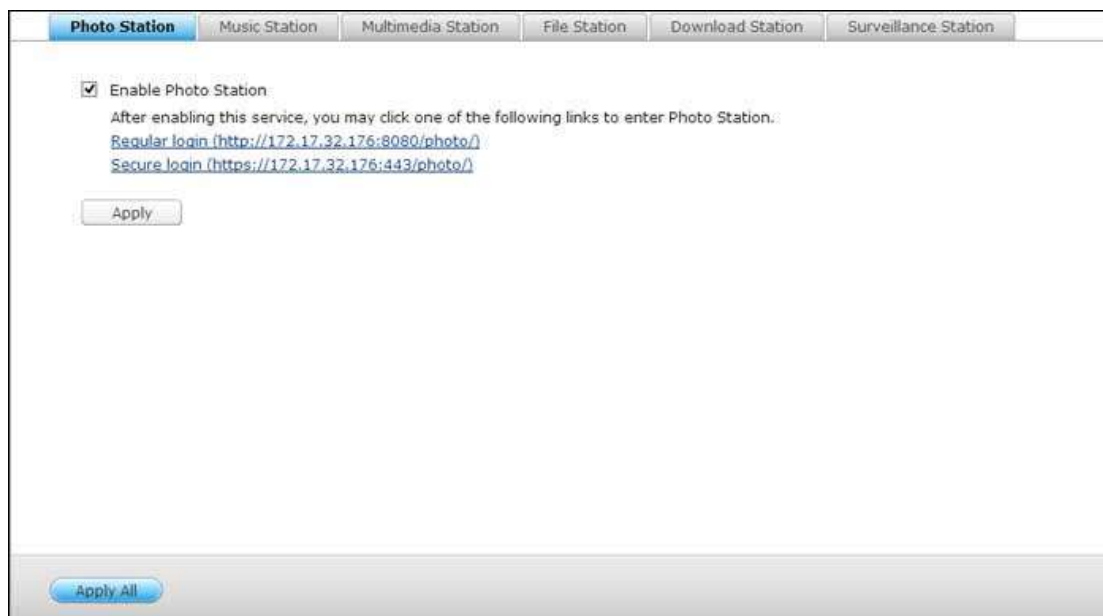 Photo Station Music Station Multimedia Station File Station Download Station Surveillance Station
Enable Photo Station
After enabling this service, you may click one of the following links to enter Photo Station.
Regular login (http://172.17.32.176:8080/photo/)
Secure login (https://172.17.32.176:443/photo/)
Apply
Apply All